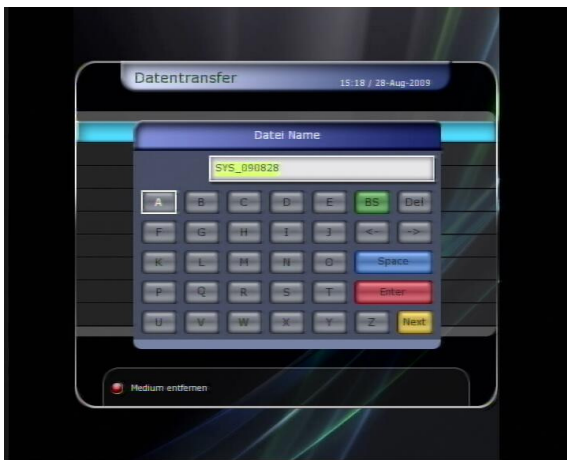 Datentransfer
15:18 / 28-Aug-2009
Datei Name
SYS_090828
A B C D E BS Del
F G H I J <- ->
K L M N O Space
P Q R S T Enter
U V W X Y Z Next
Medium entfernen